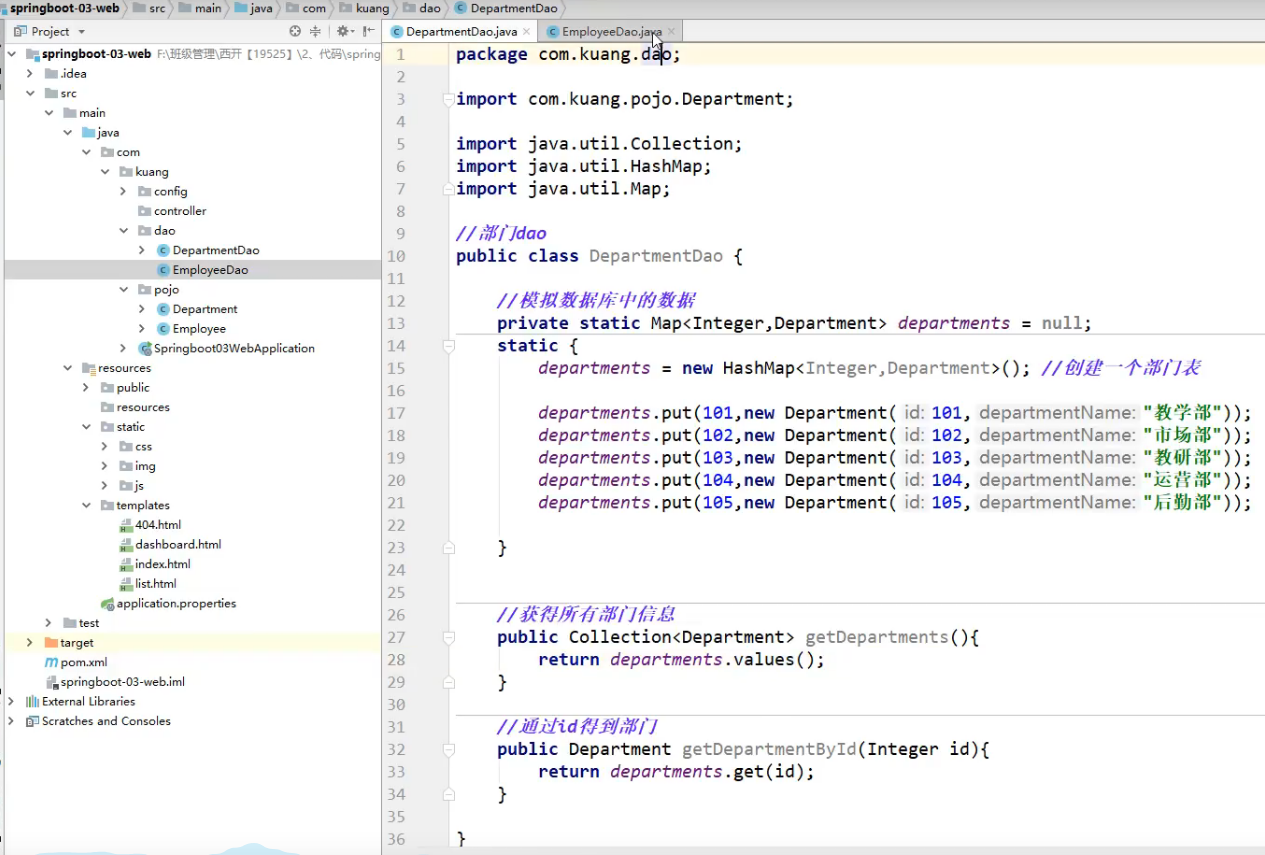 springboot-03-web src main java com kuang dao DepartmentDao
Project
DepartmentDao.java EmployeeDao.java
springboot-03-web F:\班级管理\西开【19525】\2、代码\spring
.idea
src
main
java
com
kuang
config
controller
dao
DepartmentDao
EmployeeDao
pojo
Department
Employee
Springboot03WebApplication
resources
public
resources
static
css
img
js
templates
404.html
dashboard.html
index.html
list.html
application.properties
test
target
pom.xml
springboot-03-web.iml
External Libraries
Scratches and Consoles
1 package com.kuang.dao;
2
3 import com.kuang.pojo.Department;
4
5 import java.util.Collection;
6 import java.util.HashMap;
7 import java.util.Map;
8
9 //部门dao
10 public class DepartmentDao {
11
12 //模拟数据库中的数据
13 private static Map<Integer,Department> departments = null;
14 static {
15 departments = new HashMap<Integer,Department>(); //创建一个部门表
16
17 departments.put(101,new Department( id: 101, departmentName: "教学部"));
18 departments.put(102,new Department( id: 102, departmentName: "市场部"));
19 departments.put(103,new Department( id: 103, departmentName: "教研部"));
20 departments.put(104,new Department( id: 104, departmentName: "运营部"));
21 departments.put(105,new Department( id: 105, departmentName: "后勤部"));
22
23 }
24
25
26 //获得所有部门信息
27 public Collection<Department> getDepartments(){
28 return departments.values();
29 }
30
31 //通过id得到部门
32 public Department getDepartmentById(Integer id){
33 return departments.get(id);
34 }
35
36 }